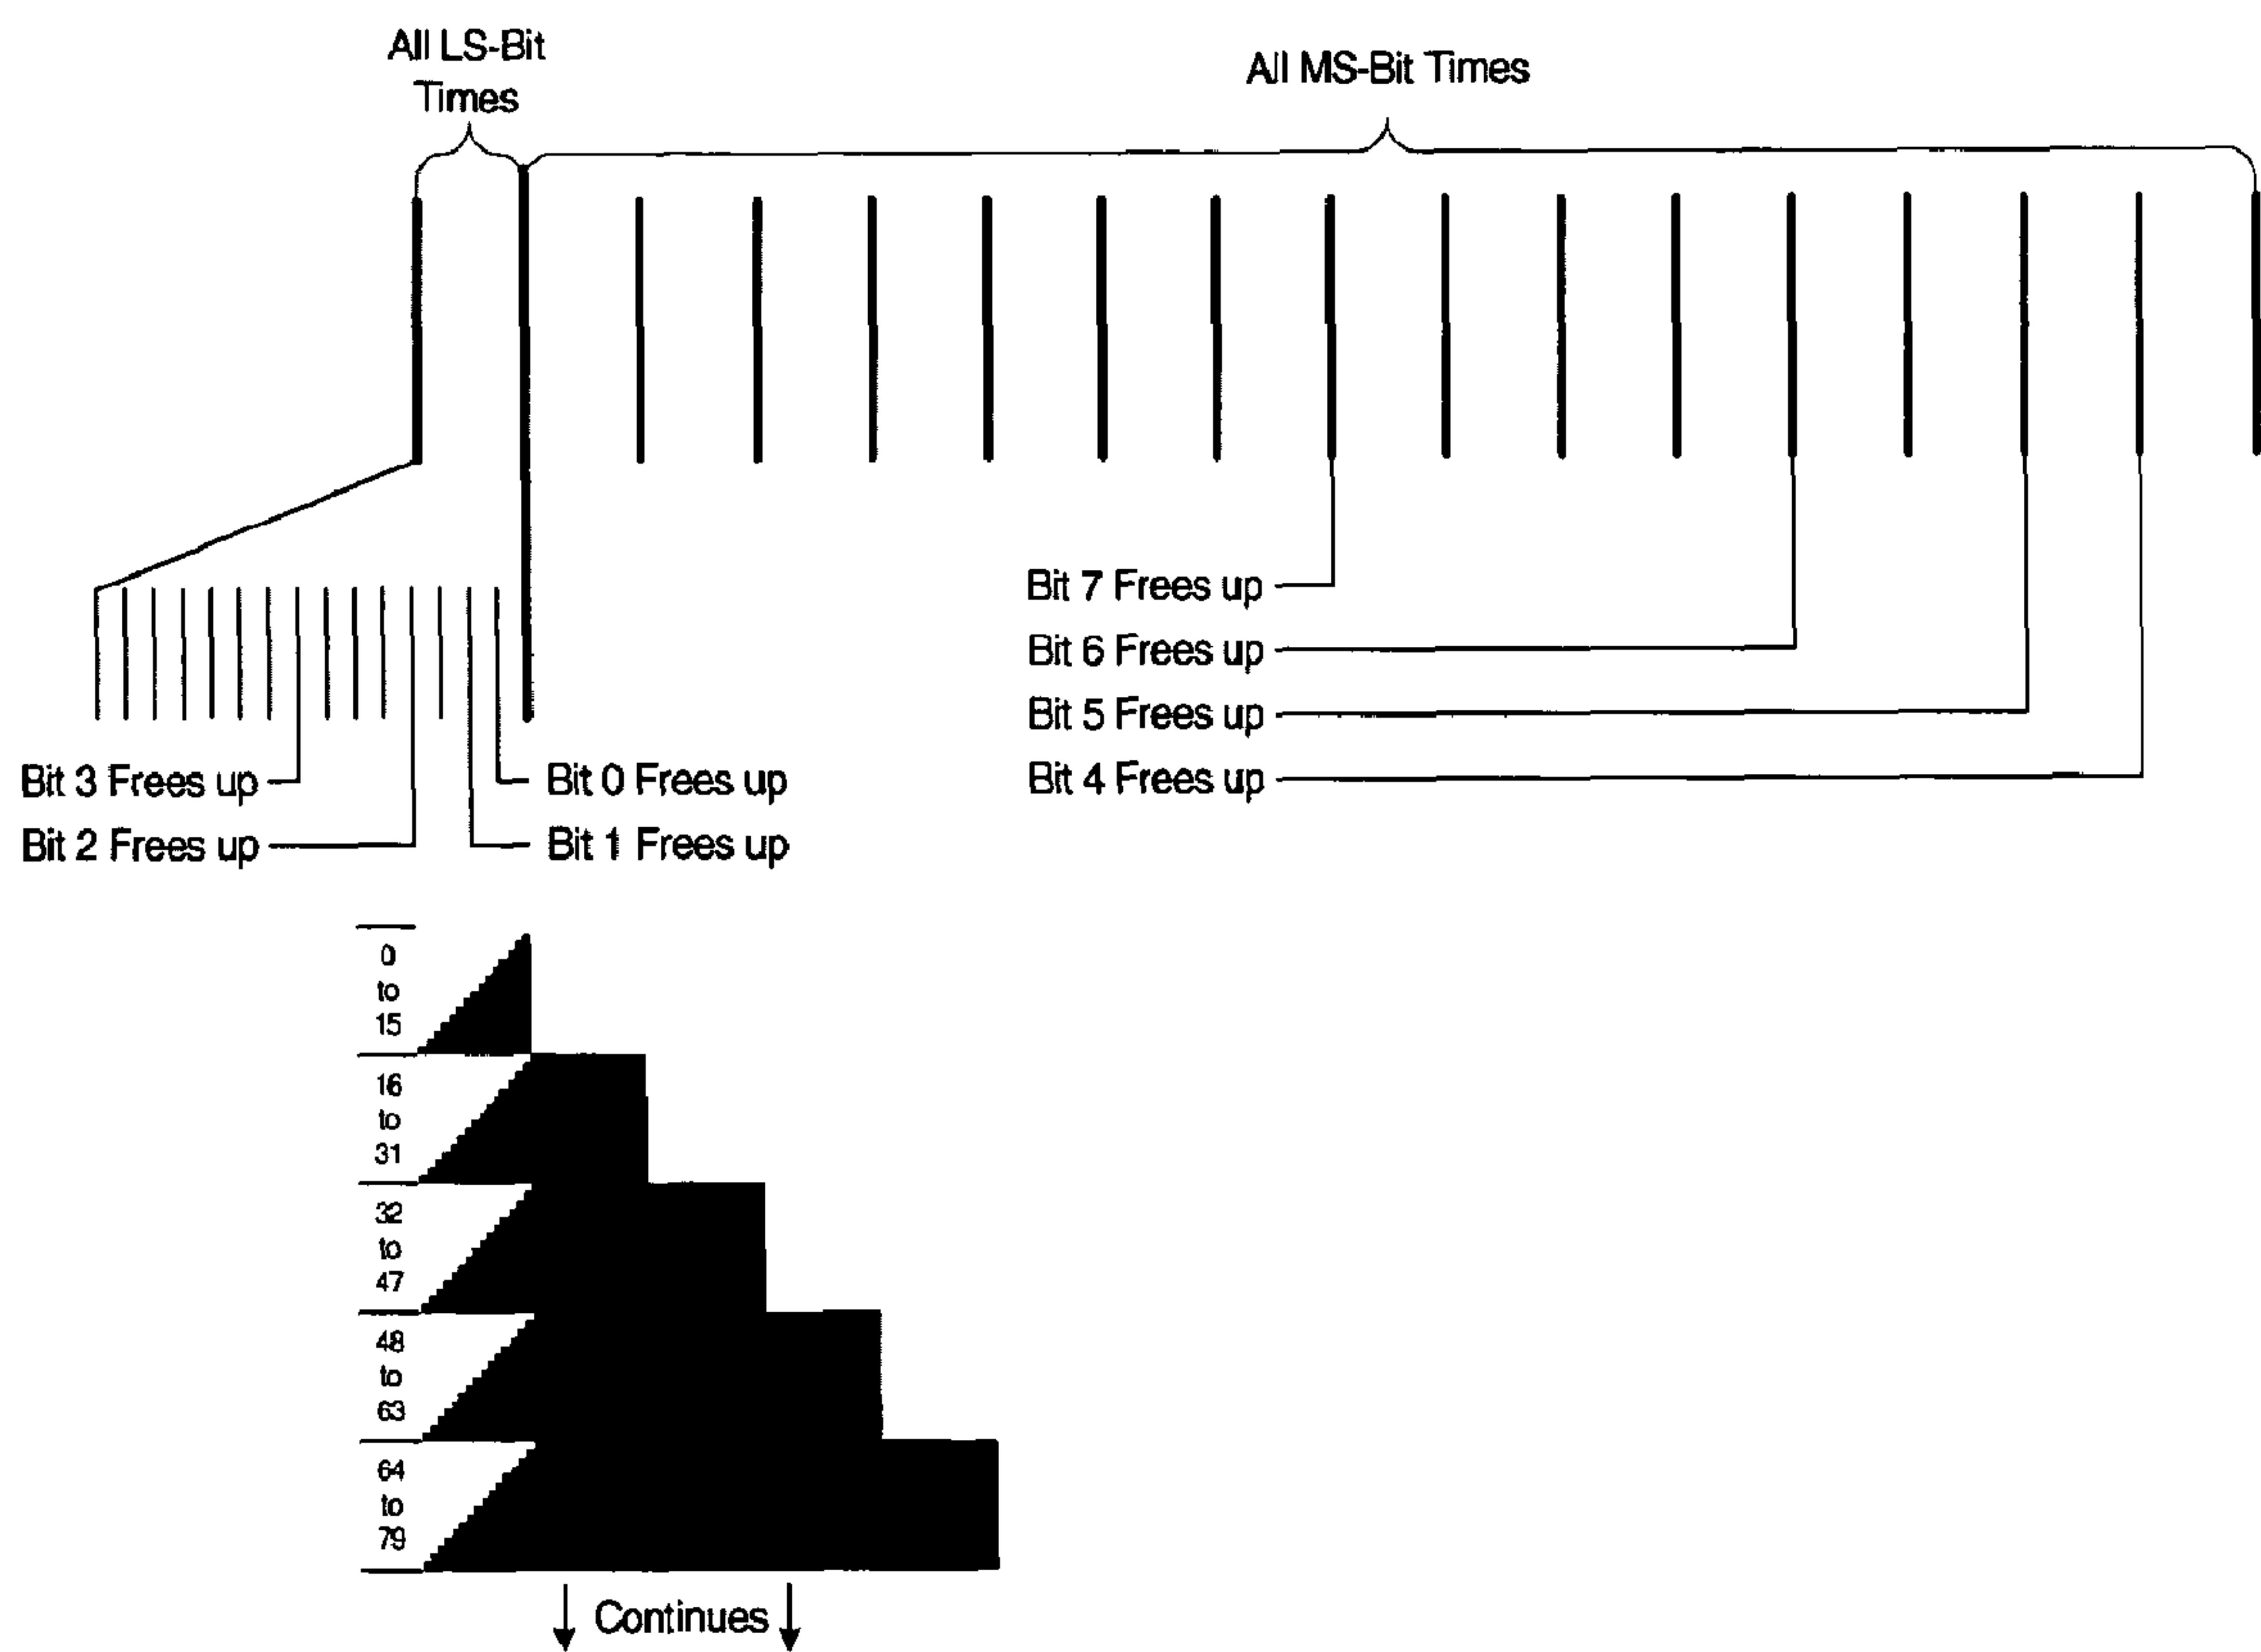 All LS-Bit
Times
All MS-Bit Times
Bit 7 Frees up
Bit 6 Frees up
Bit 5 Frees up
Bit 4 Frees up
Bit 3 Frees up
Bit 0 Frees up
Bit 2 Frees up
Bit 1 Frees up
0
to
15
16
to
31
32
to
47
48
to
63
64
to
79
Continues